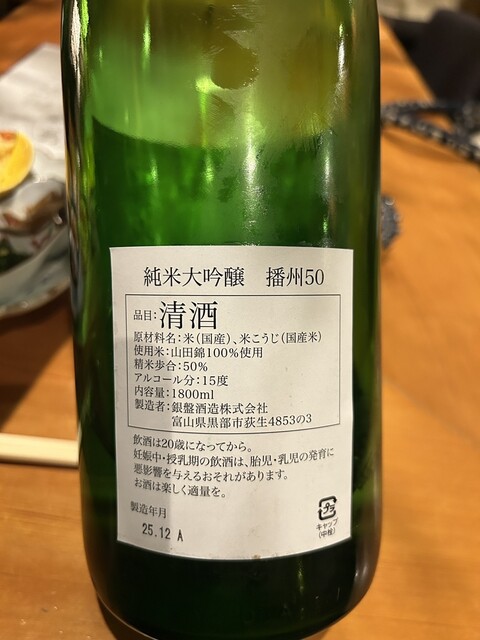 純米大吟醸　播州50
品目：清酒
原材料名：米（国産）、米こうじ（国産米）
使用米：山田錦100%使用
精米歩合：50%
アルコール分：15度
内容量：1800ml
製造者：銀盤酒造株式会社
富山県黒部市荻生4853の3
飲酒は20歳になってから。
妊娠中・授乳期の飲酒は、胎児・乳児の発育に
悪影響を与えるおそれがあります。
お酒は楽しく適量を。
製造年月
25.12 A
プラ
キャップ
（中栓）